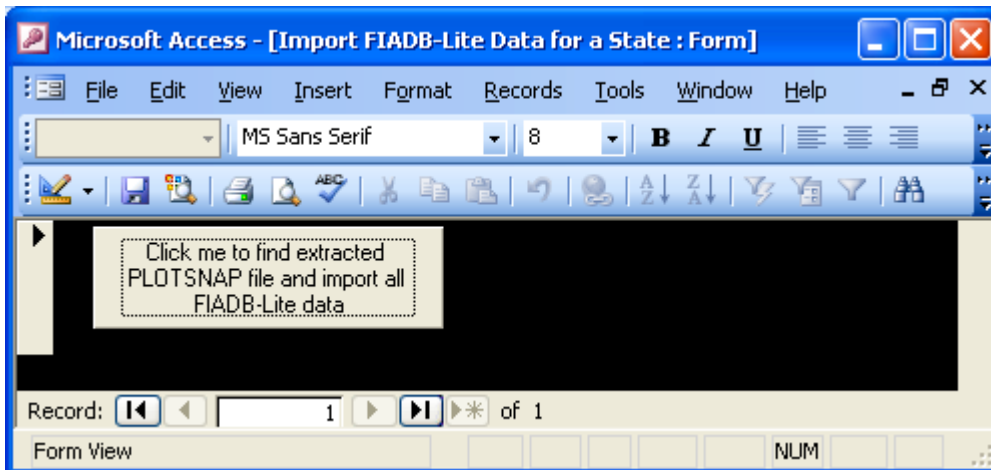 Microsoft Access - [Import FIADB-Lite Data for a State : Form]
File Edit View Insert Format Records Tools Window Help
MS Sans Serif 8 B I U
ABC A Z Z A
Click me to find extracted
PLOTSNAP file and import all
FIADB-Lite data
Record: 1 of 1
Form View NUM